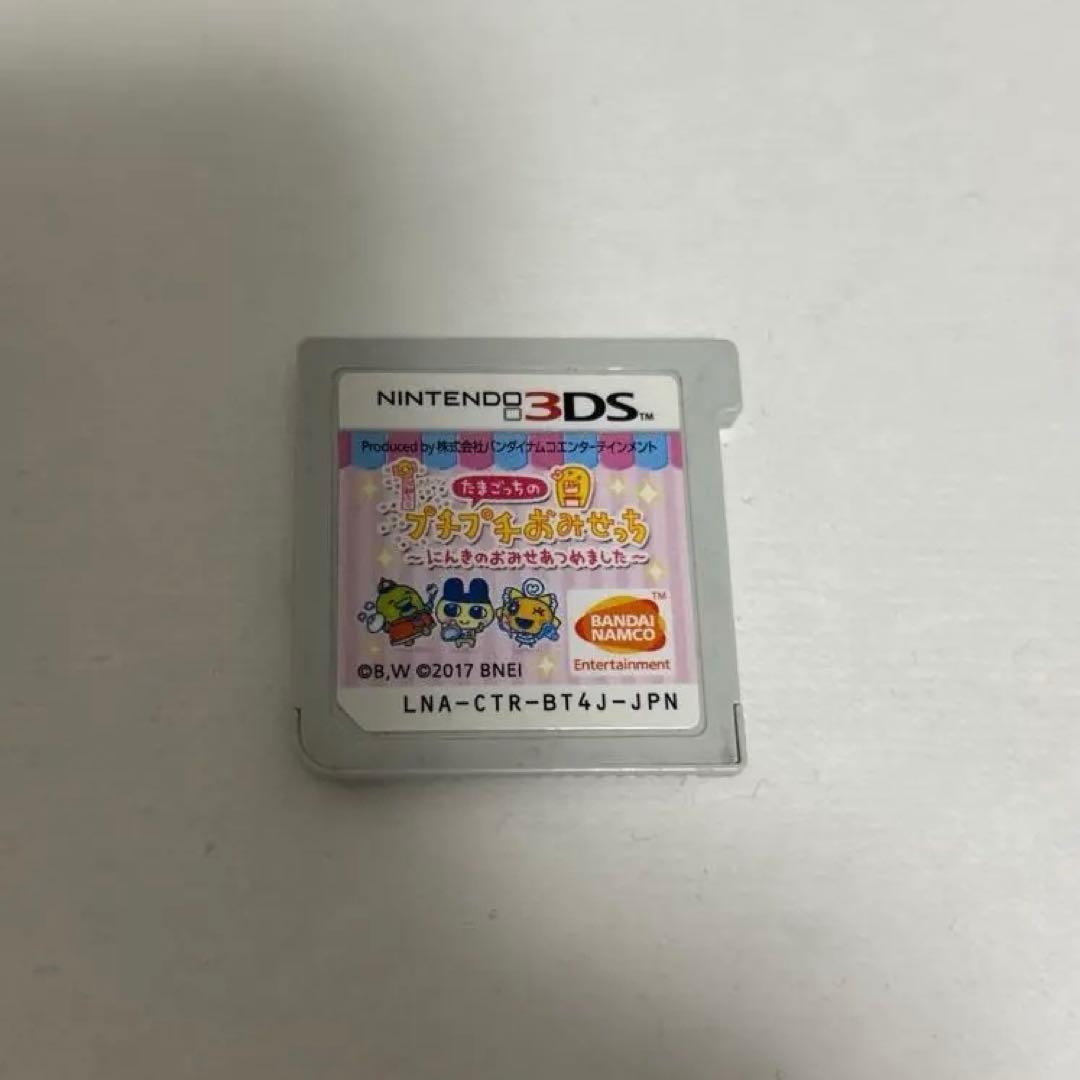 NINTENDO 3DS™
Produced by 株式会社バンダイナムコエンターテインメント
たまごっちの
プチプチおみせっち
～にんきのおみせあつめました～
TM
BANDAI
NAMCO
Entertainment
©B,W ©2017 BNEI
LNA-CTR-BT4J-JPN